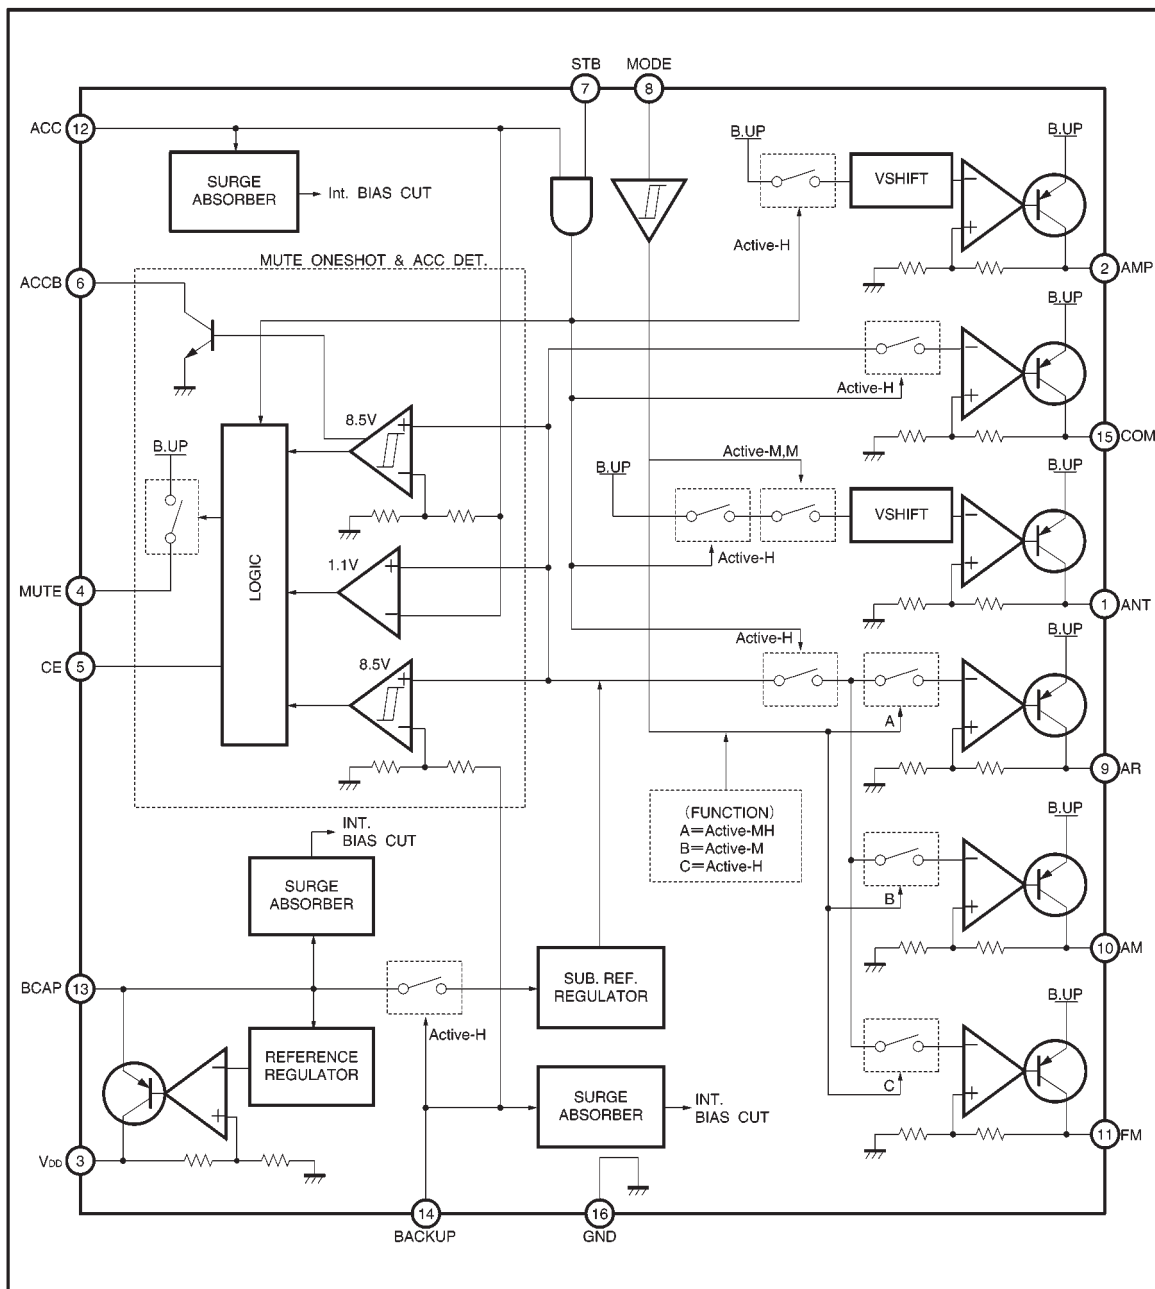 STB MODE
7 8
ACC 12
B.UP
B.UP
SURGE
ABSORBER
Int. BIAS CUT
VSHIFT
−
+
Active-H
2 AMP
MUTE ONESHOT & ACC DET.
ACCB 6
B.UP
−
+
Active-H
15 COM
8.5V
+
−
B.UP
LOGIC
Active-M,M
B.UP
B.UP
VSHIFT
−
+
Active-H
1 ANT
1.1V
+
−
MUTE 4
CE 5
8.5V
+
−
Active-H
B.UP
A
−
+
9 AR
(FUNCTION)
A=Active-MH
B=Active-M
C=Active-H
B.UP
B
−
+
10 AM
INT.
BIAS CUT
SURGE
ABSORBER
BCAP 13
SUB. REF.
REGULATOR
Active-H
B.UP
C
−
+
11 FM
REFERENCE
REGULATOR
−
+
SURGE
ABSORBER
INT.
BIAS CUT
VDD 3
14
BACKUP
16
GND